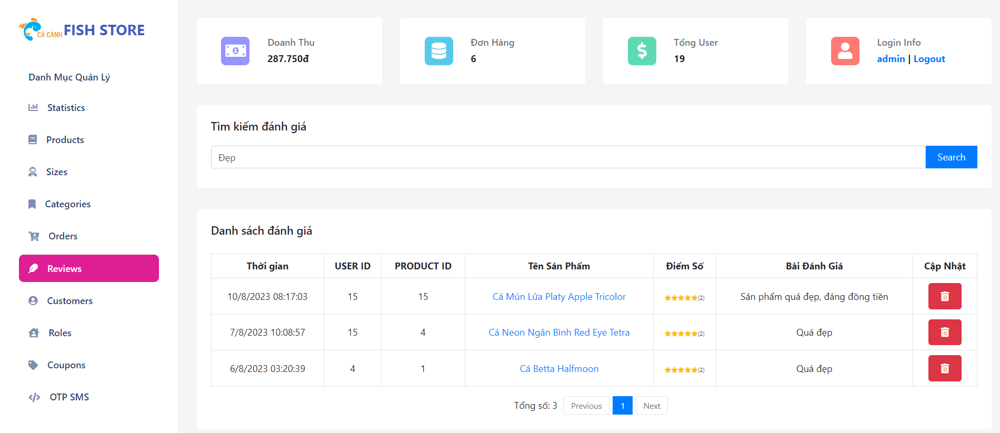 CÁ CẢNH FISH STORE
Danh Mục Quản Lý
Statistics
Products
Sizes
Categories
Orders
Reviews
Customers
Roles
Coupons
OTP SMS
Doanh Thu
287.750đ
Đơn Hàng
6
Tổng User
19
Login Info
admin | Logout
Tìm kiếm đánh giá
Đẹp Search
Danh sách đánh giá
Thời gian USER ID PRODUCT ID Tên Sản Phẩm Điểm Số Bài Đánh Giá Cập Nhật
10/8/2023 08:17:03 15 15 Cá Mún Lửa Platy Apple Tricolor (2) Sản phẩm quá đẹp, đáng đồng tiền
7/8/2023 10:08:57 15 4 Cá Neon Ngân Bình Red Eye Tetra (2) Quá đẹp
6/8/2023 03:20:39 4 1 Cá Betta Halfmoon (2) Quá đẹp
Tổng số: 3 Previous 1 Next